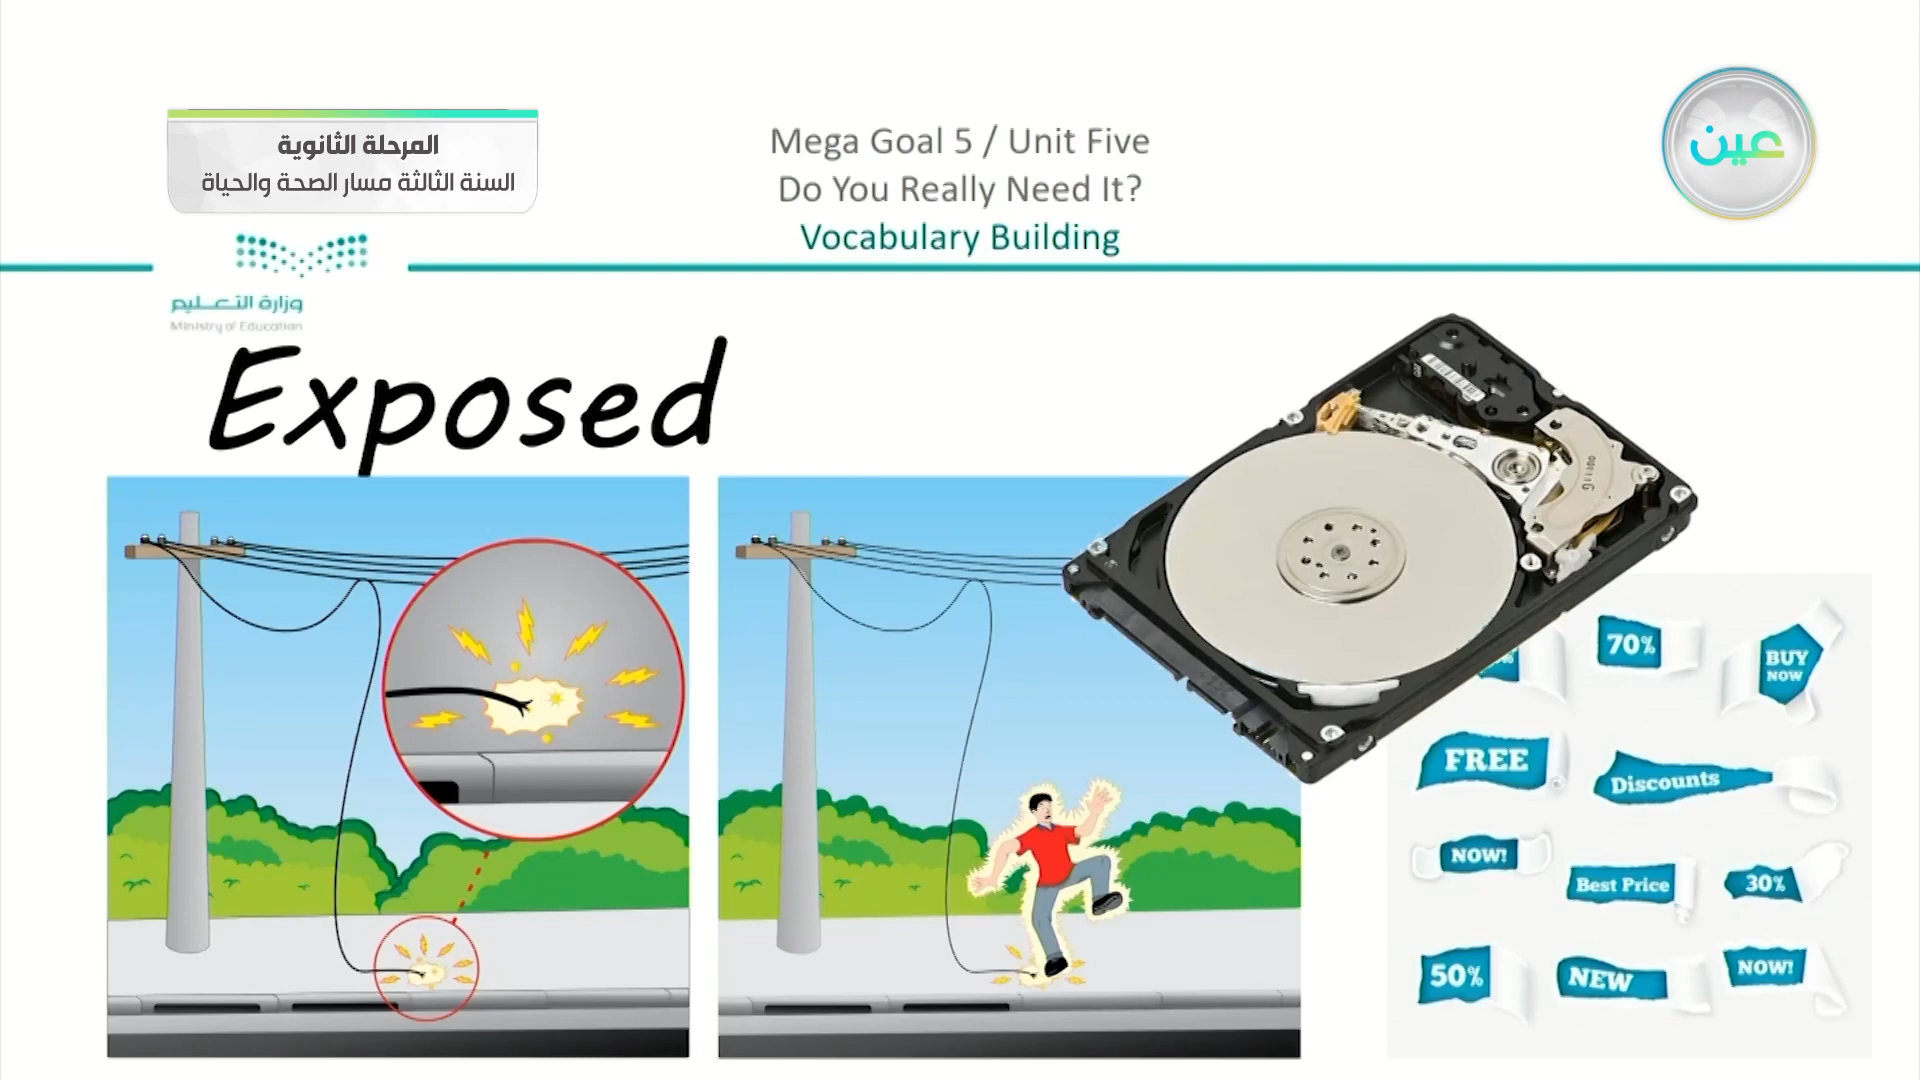 المرحلة الثانوية
السنة الثالثة مسار الصحة والحياة
Mega Goal 5 / Unit Five
Do You Really Need It?
Vocabulary Building
عين
وزارة التعليم
Ministry of Education
Exposed
70%
BUY
NOW
FREE
Discounts
NOW!
Best Price
30%
50%
NEW
NOW!